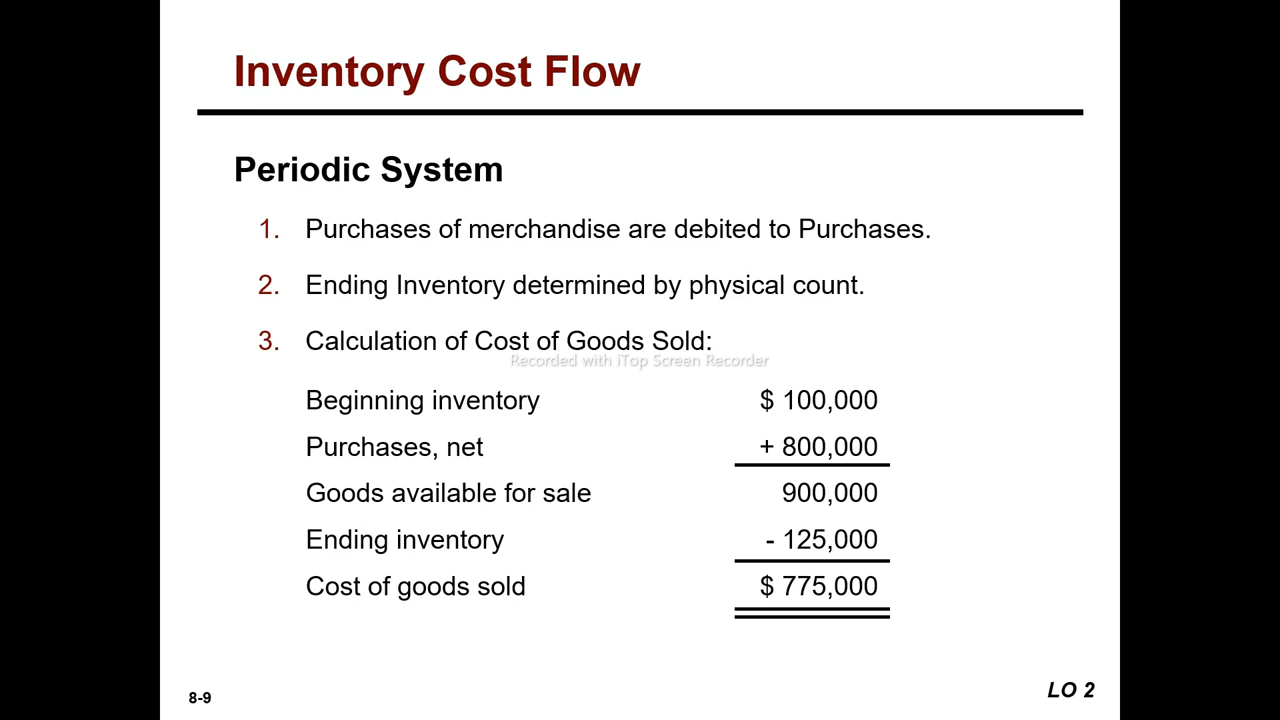 Inventory Cost Flow
Periodic System
1. Purchases of merchandise are debited to Purchases.
2. Ending Inventory determined by physical count.
3. Calculation of Cost of Goods Sold:
Recorded with iTop Screen Recorder
Beginning inventory $ 100,000
Purchases, net + 800,000
Goods available for sale 900,000
Ending inventory - 125,000
Cost of goods sold $ 775,000
8-9 LO 2